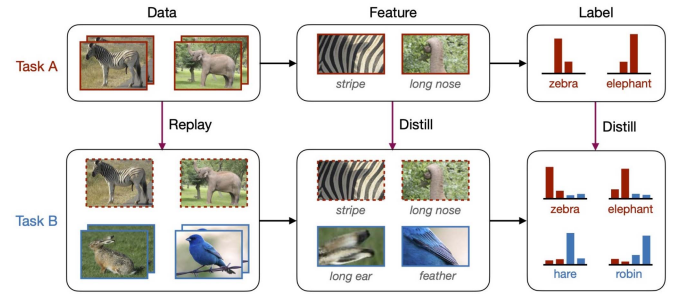 Data
Feature
Label
Task A
stripe
long nose
zebra
elephant
Replay
Distill
Distill
Task B
stripe
long nose
zebra
elephant
long ear
feather
hare
robin